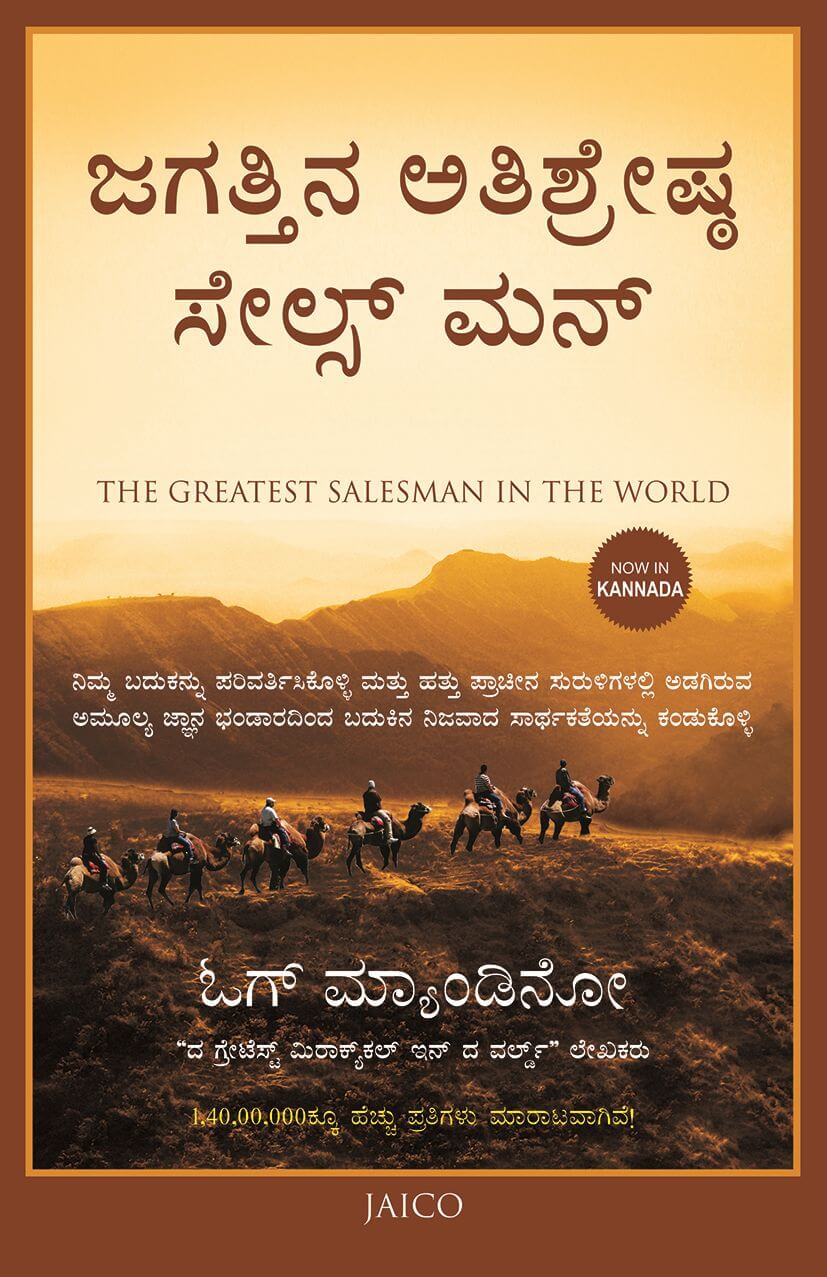 ಜಗತ್ತಿನ ಅತಿಶ್ರೇಷ್ಠ
ಸೇಲ್ಸ್ ಮನ್
THE GREATEST SALESMAN IN THE WORLD
NOW IN
KANNADA
ನಿಮ್ಮ ಬದುಕನ್ನು ಪರಿವರ್ತಿಸಿಕೊಳ್ಳಿ ಮತ್ತು ಹತ್ತು ಪ್ರಾಚೀನ ಸುರುಳಿಗಳಲ್ಲಿ ಅಡಗಿರುವ
ಅಮೂಲ್ಯ ಜ್ಞಾನ ಭಂಡಾರದಿಂದ ಬದುಕಿನ ನಿಜವಾದ ಸಾರ್ಥಕತೆಯನ್ನು ಕಂಡುಕೊಳ್ಳಿ
ಓಗ್ ಮ್ಯಾಂಡಿನೋ
“ದ ಗ್ರೇಟೆಸ್ಟ್ ಮಿರಾಕ್ಯಕಲ್ ಇನ್ ದ ವರ್ಲ್ಡ್” ಲೇಖಕರು
1,40,00,000ಕ್ಕೂ ಹೆಚ್ಚು ಪ್ರತಿಗಳು ಮಾರಾಟವಾಗಿವೆ!
JAICO